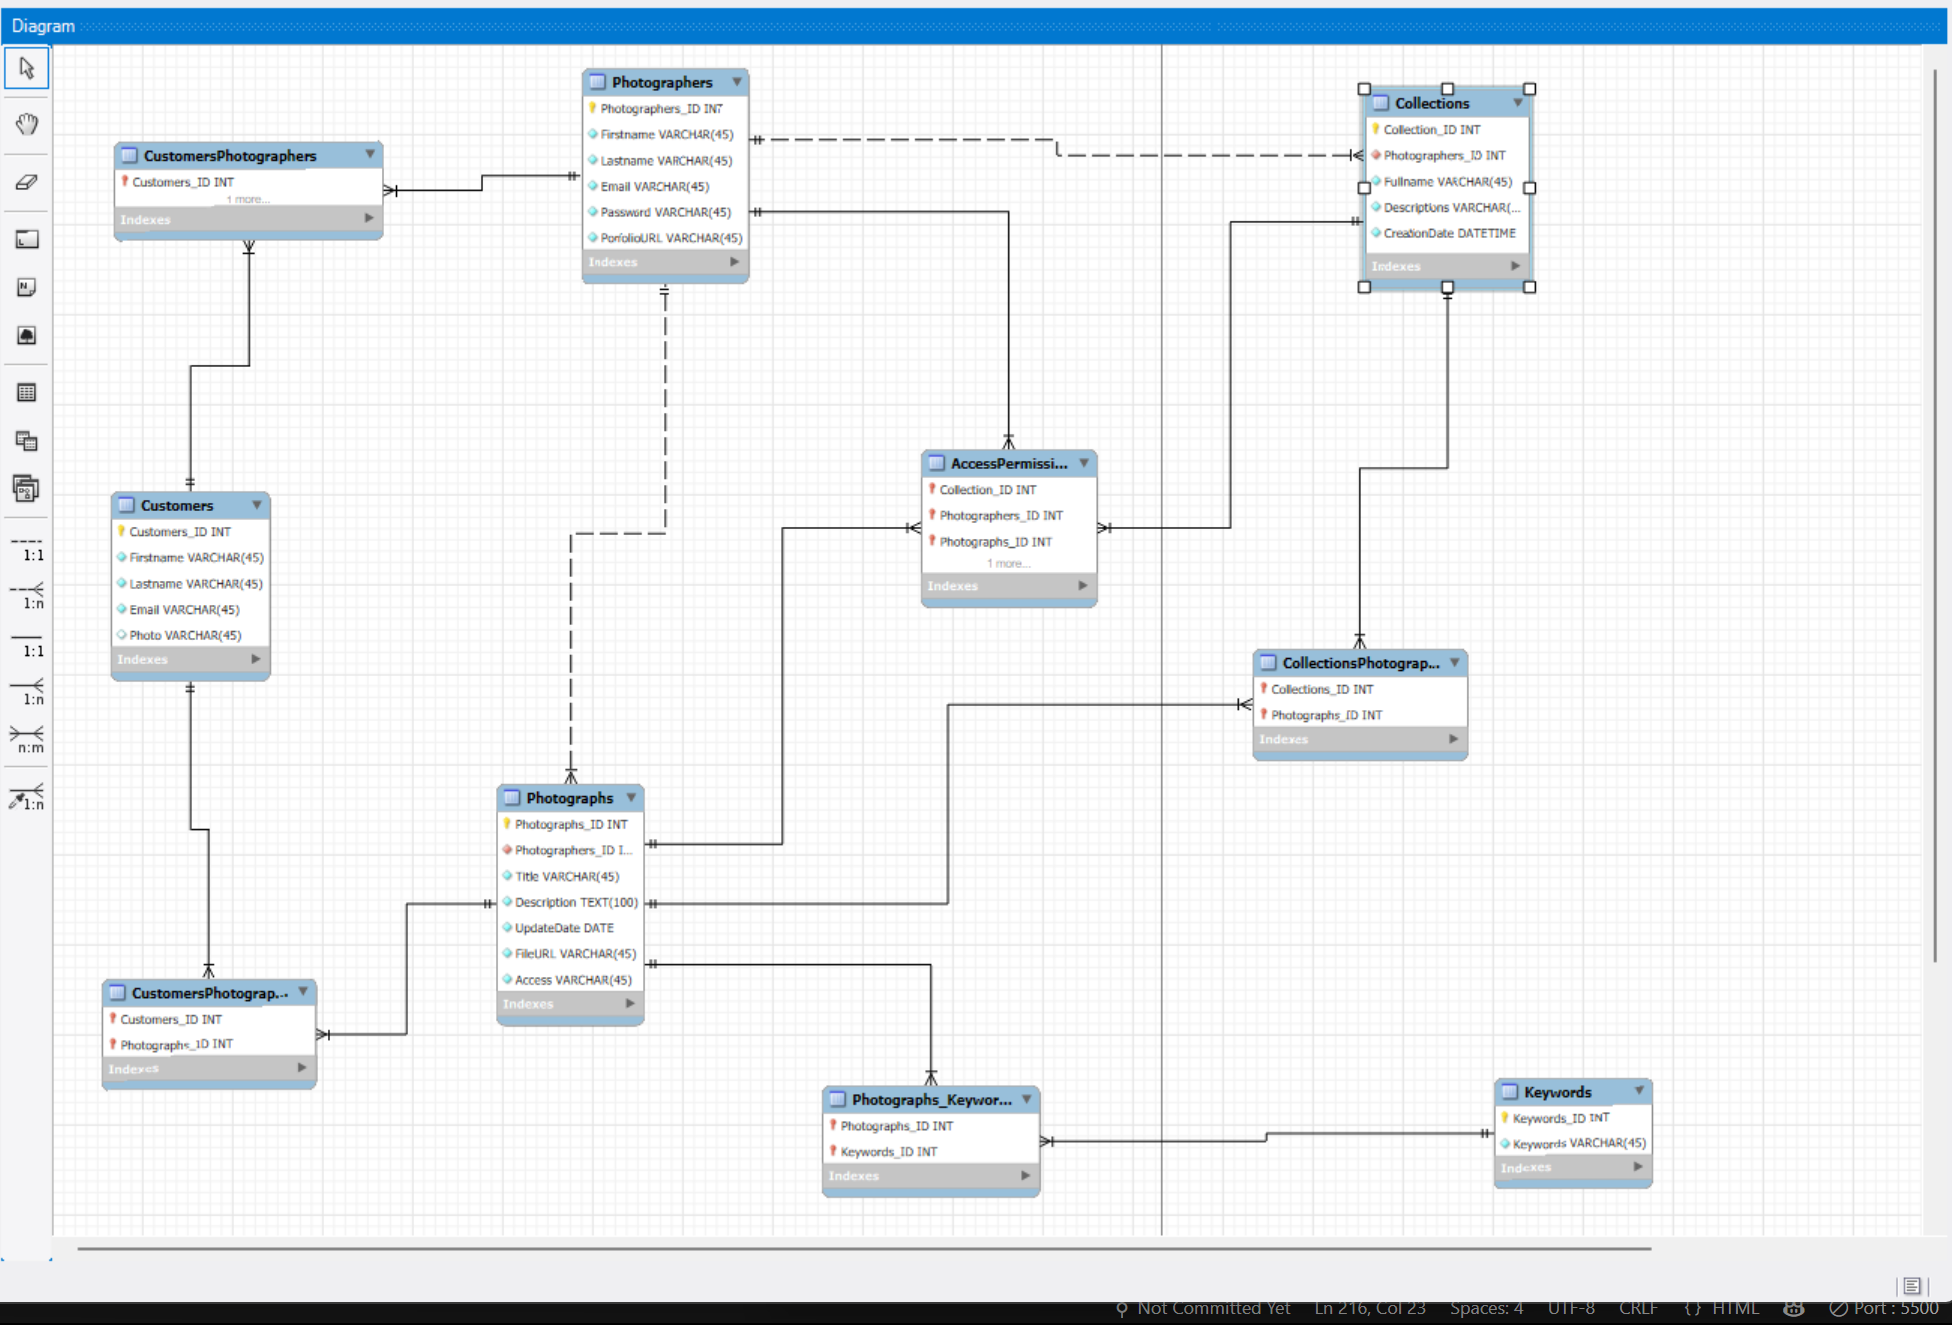 Diagram
Photographers
Photographers_ID INT
Firstname VARCHAR(45)
Lastname VARCHAR(45)
Email VARCHAR(45)
Password VARCHAR(45)
PorfolioURL VARCHAR(45)
Indexes
Collections
Collection_ID INT
Photographers_ID INT
Fullname VARCHAR(45)
Descriptions VARCHAR(...
CreationDate DATETIME
Indexes
CustomersPhotographers
Customers_ID INT
1 more...
Indexes
AccessPermissi...
Collection_ID INT
Photographers_ID INT
Photographs_ID INT
1 more...
Indexes
Customers
Customers_ID INT
Firstname VARCHAR(45)
Lastname VARCHAR(45)
Email VARCHAR(45)
Photo VARCHAR(45)
Indexes
1:1
1:n
1:1
1:n
n:m
1:n
CollectionsPhotograp...
Collections_ID INT
Photographs_ID INT
Indexes
Photographs
Photographs_ID INT
Photographers_ID I...
Title VARCHAR(45)
Description TEXT(100)
UpdateDate DATE
FileURL VARCHAR(45)
Access VARCHAR(45)
Indexes
CustomersPhotograp...
Customers_ID INT
Photographs_ID INT
Indexes
Photographs_Keywor...
Photographs_ID INT
Keywords_ID INT
Indexes
Keywords
Keywords_ID INT
Keywords VARCHAR(45)
Indexes
Not Committed Yet Ln 216, Col 23 Spaces: 4 UTF-8 CRLF {} HTML Port : 5500